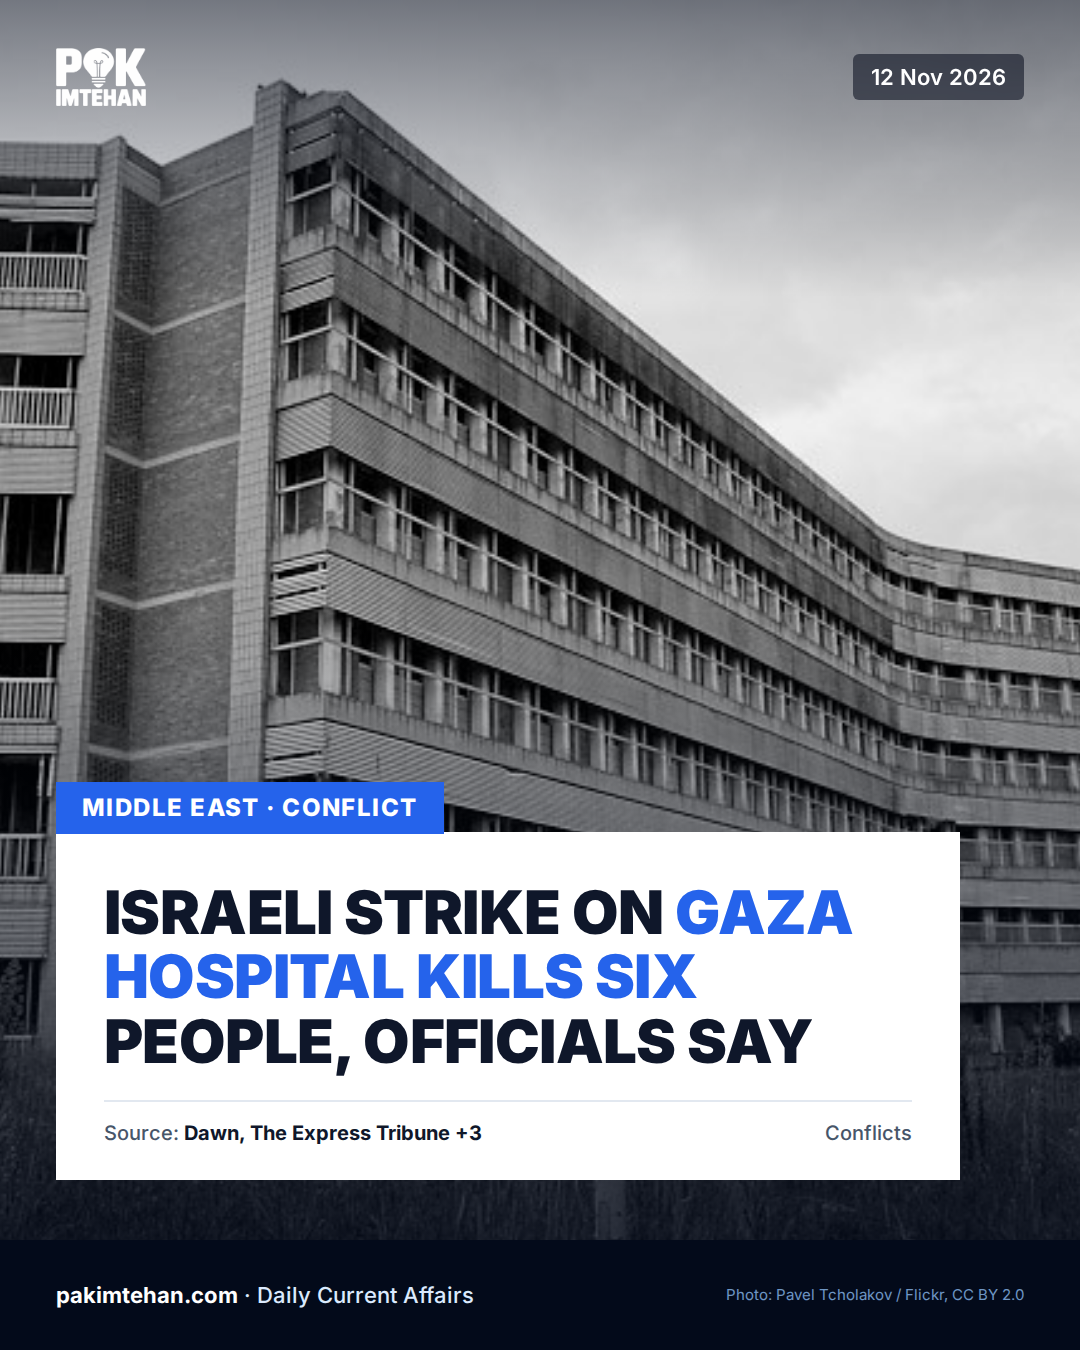 POK
IMTEHAN
12 Nov 2026
MIDDLE EAST · CONFLICT
ISRAELI STRIKE ON GAZA
HOSPITAL KILLS SIX
PEOPLE, OFFICIALS SAY
Source: Dawn, The Express Tribune +3
Conflicts
pakimtehan.com · Daily Current Affairs
Photo: Pavel Tcholakov / Flickr, CC BY 2.0